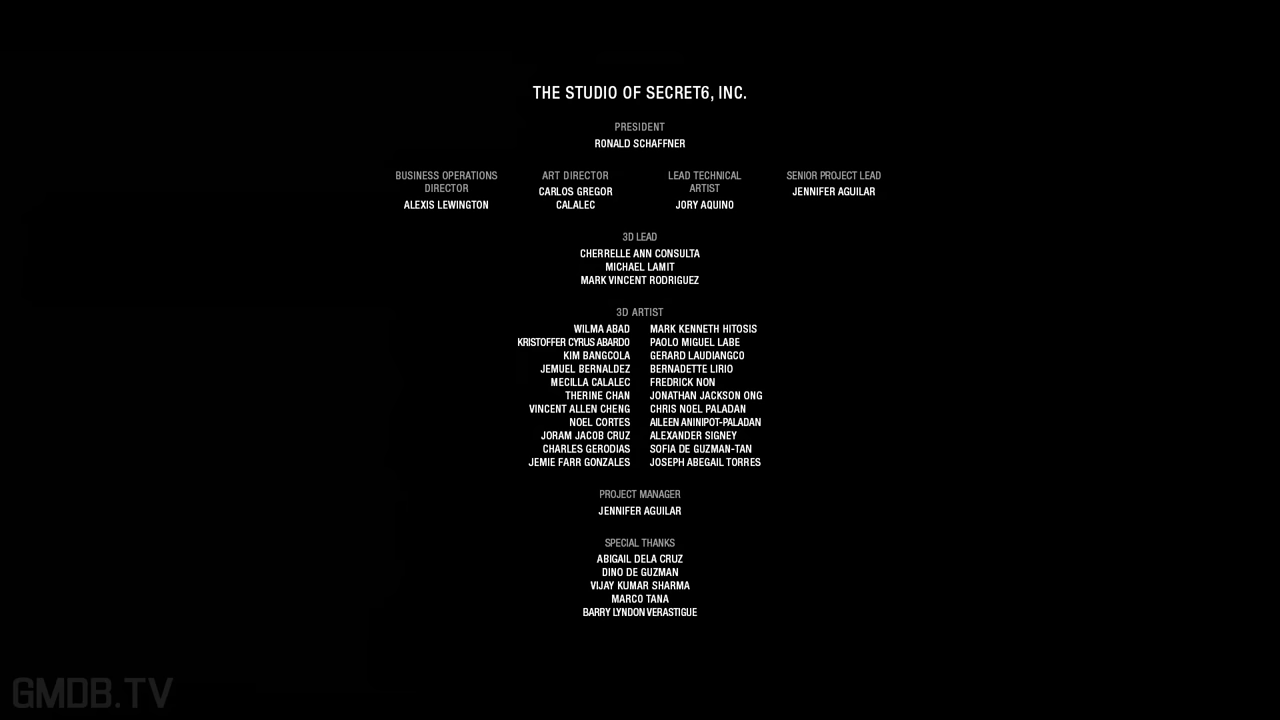 THE STUDIO OF SECRET6, INC.
PRESIDENT
RONALD SCHAFFNER
BUSINESS OPERATIONS
DIRECTOR
ALEXIS LEWINGTON
ART DIRECTOR
CARLOS GREGOR
CALALEC
LEAD TECHNICAL
ARTIST
JORY AQUINO
SENIOR PROJECT LEAD
JENNIFER AGUILAR
3D LEAD
CHERRELLE ANN CONSULTA
MICHAEL LAMIT
MARK VINCENT RODRIGUEZ
3D ARTIST
WILMA ABAD
KRISTOFFER CYRUS ABARDO
KIM BANGCOLA
JEMUEL BERNALDEZ
MECILLA CALALEC
THERINE CHAN
VINCENT ALLEN CHENG
NOEL CORTES
JORAM JACOB CRUZ
CHARLES GERODIAS
JEMIE FARR GONZALES
MARK KENNETH HITOSIS
PAOLO MIGUEL LABE
GERARD LAUDIANGCO
BERNADETTE LIRIO
FREDRICK NON
JONATHAN JACKSON ONG
CHRIS NOEL PALADAN
AILEEN ANINIPOT-PALADAN
ALEXANDER SIGNEY
SOFIA DE GUZMAN-TAN
JOSEPH ABEGAIL TORRES
PROJECT MANAGER
JENNIFER AGUILAR
SPECIAL THANKS
ABIGAIL DELA CRUZ
DINO DE GUZMAN
VIJAY KUMAR SHARMA
MARCO TANA
BARRY LYNDON VERASTIGUE
GMDB.TV